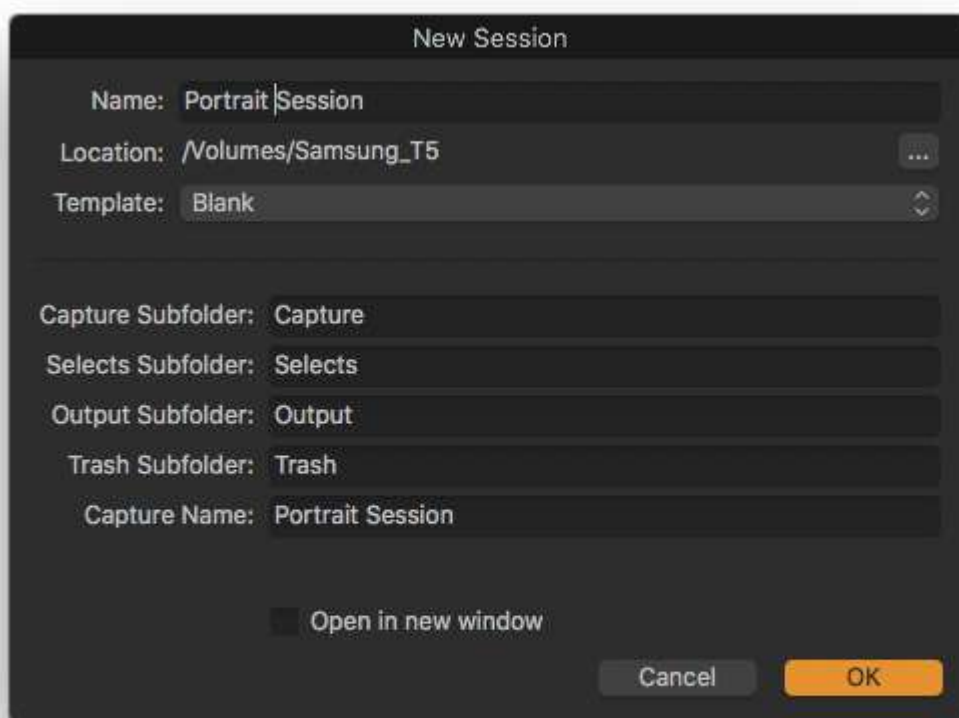 New Session
Name: Portrait Session
Location: /Volumes/Samsung_T5 ...
Template: Blank
Capture Subfolder: Capture
Selects Subfolder: Selects
Output Subfolder: Output
Trash Subfolder: Trash
Capture Name: Portrait Session
Open in new window
Cancel OK